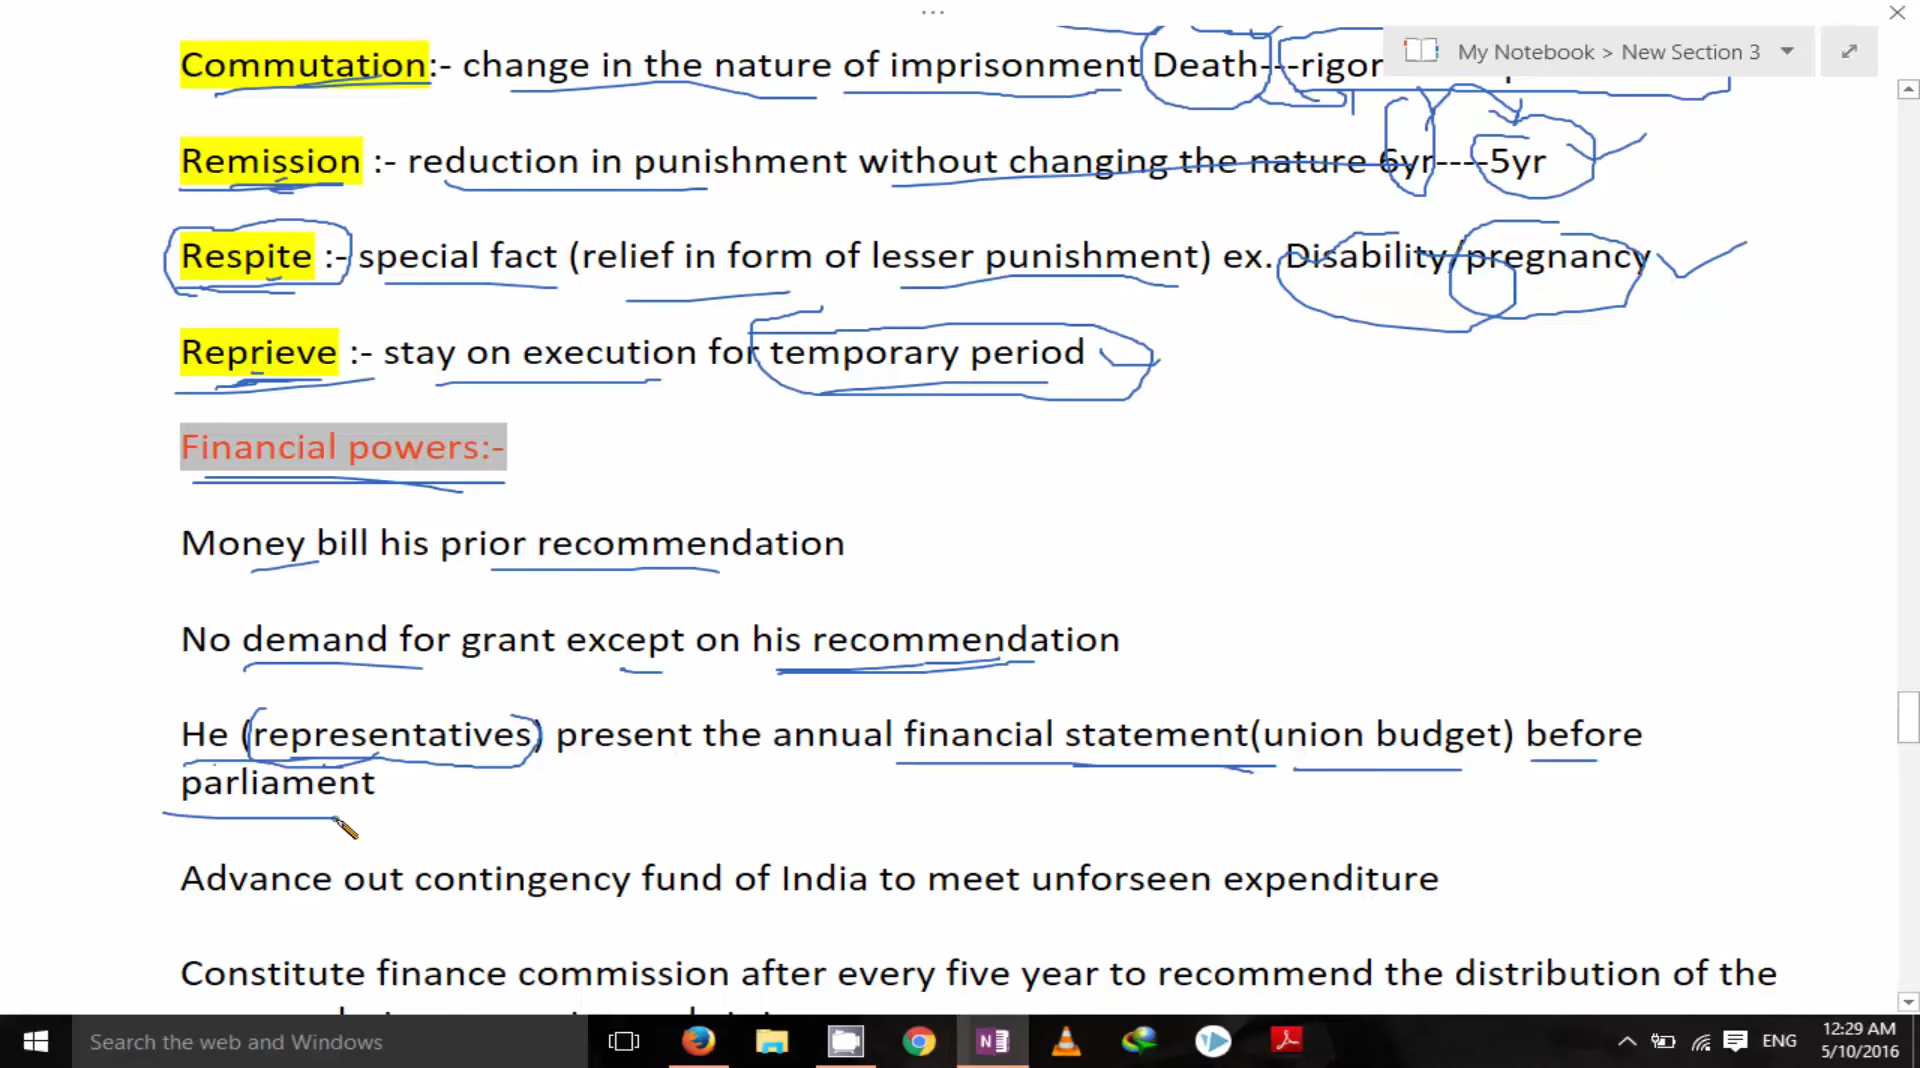 Commutation:- change in the nature of imprisonment Death---rigor
My Notebook > New Section 3
Remission :- reduction in punishment without changing the nature 6yr----5yr
Respite :- special fact (relief in form of lesser punishment) ex. Disability/pregnancy
Reprieve :- stay on execution for temporary period
Financial powers:-
Money bill his prior recommendation
No demand for grant except on his recommendation
He (representatives) present the annual financial statement(union budget) before
parliament
Advance out contingency fund of India to meet unforseen expenditure
Constitute finance commission after every five year to recommend the distribution of the
Search the web and Windows
ENG
12:29 AM
5/10/2016